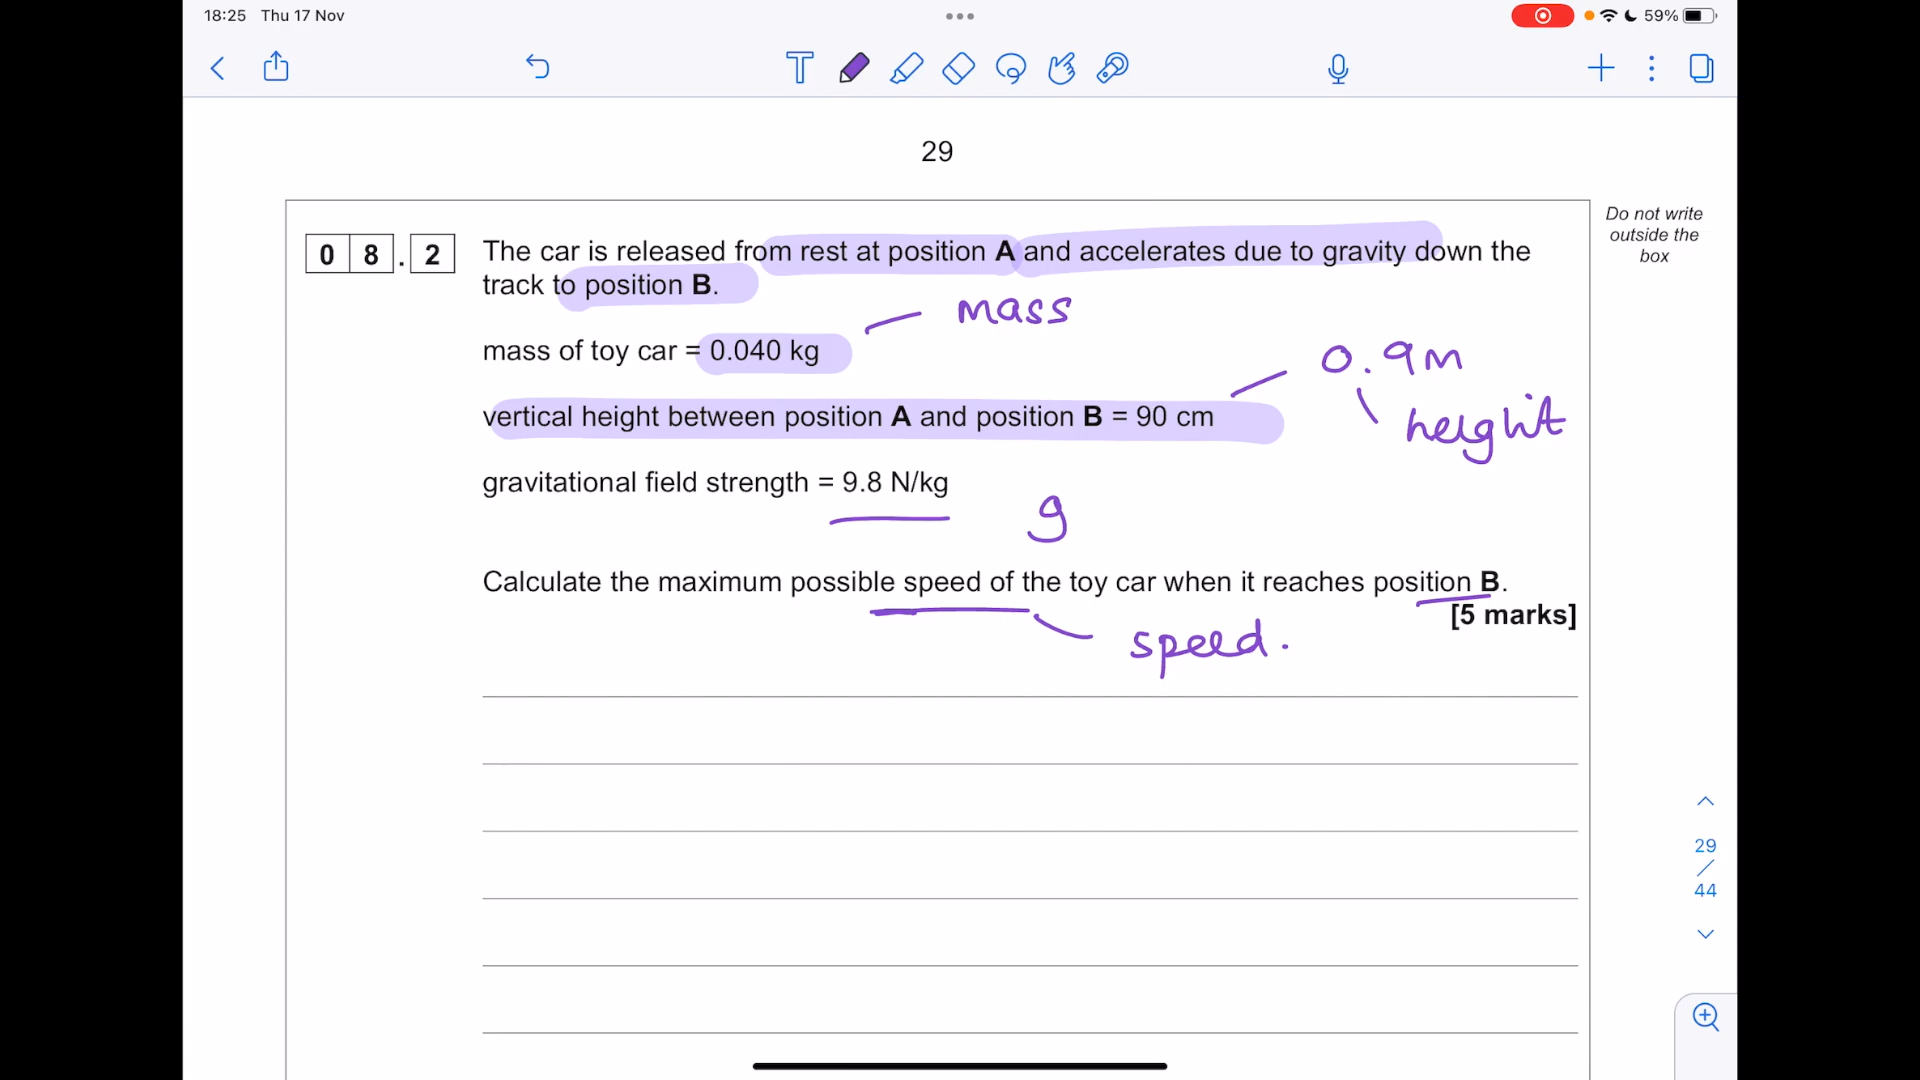 18:25 Thu 17 Nov
59%
29
Do not write
outside the
box
0 8 . 2 The car is released from rest at position A and accelerates due to gravity down the
track to position B.
mass
mass of toy car = 0.040 kg
0.9m
vertical height between position A and position B = 90 cm
height
gravitational field strength = 9.8 N/kg
g
Calculate the maximum possible speed of the toy car when it reaches position B.
[5 marks]
speed.
29
44